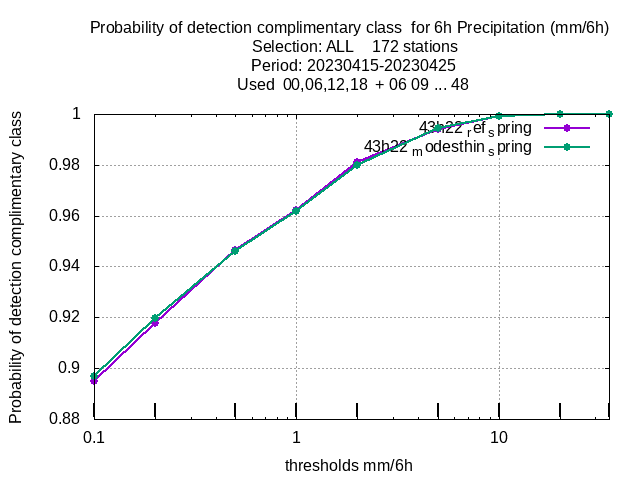 Probability of detection complimentary class  for 6h Precipitation (mm/6h)
Selection: ALL    172 stations
Period: 20230415-20230425
Used  00,06,12,18  + 06 09 ... 48
Probability of detection complimentary class
1
0.98
0.96
0.94
0.92
0.9
0.88
43h22_ref_spring
43h22_modesthin_spring
0.1
1
10
thresholds mm/6h